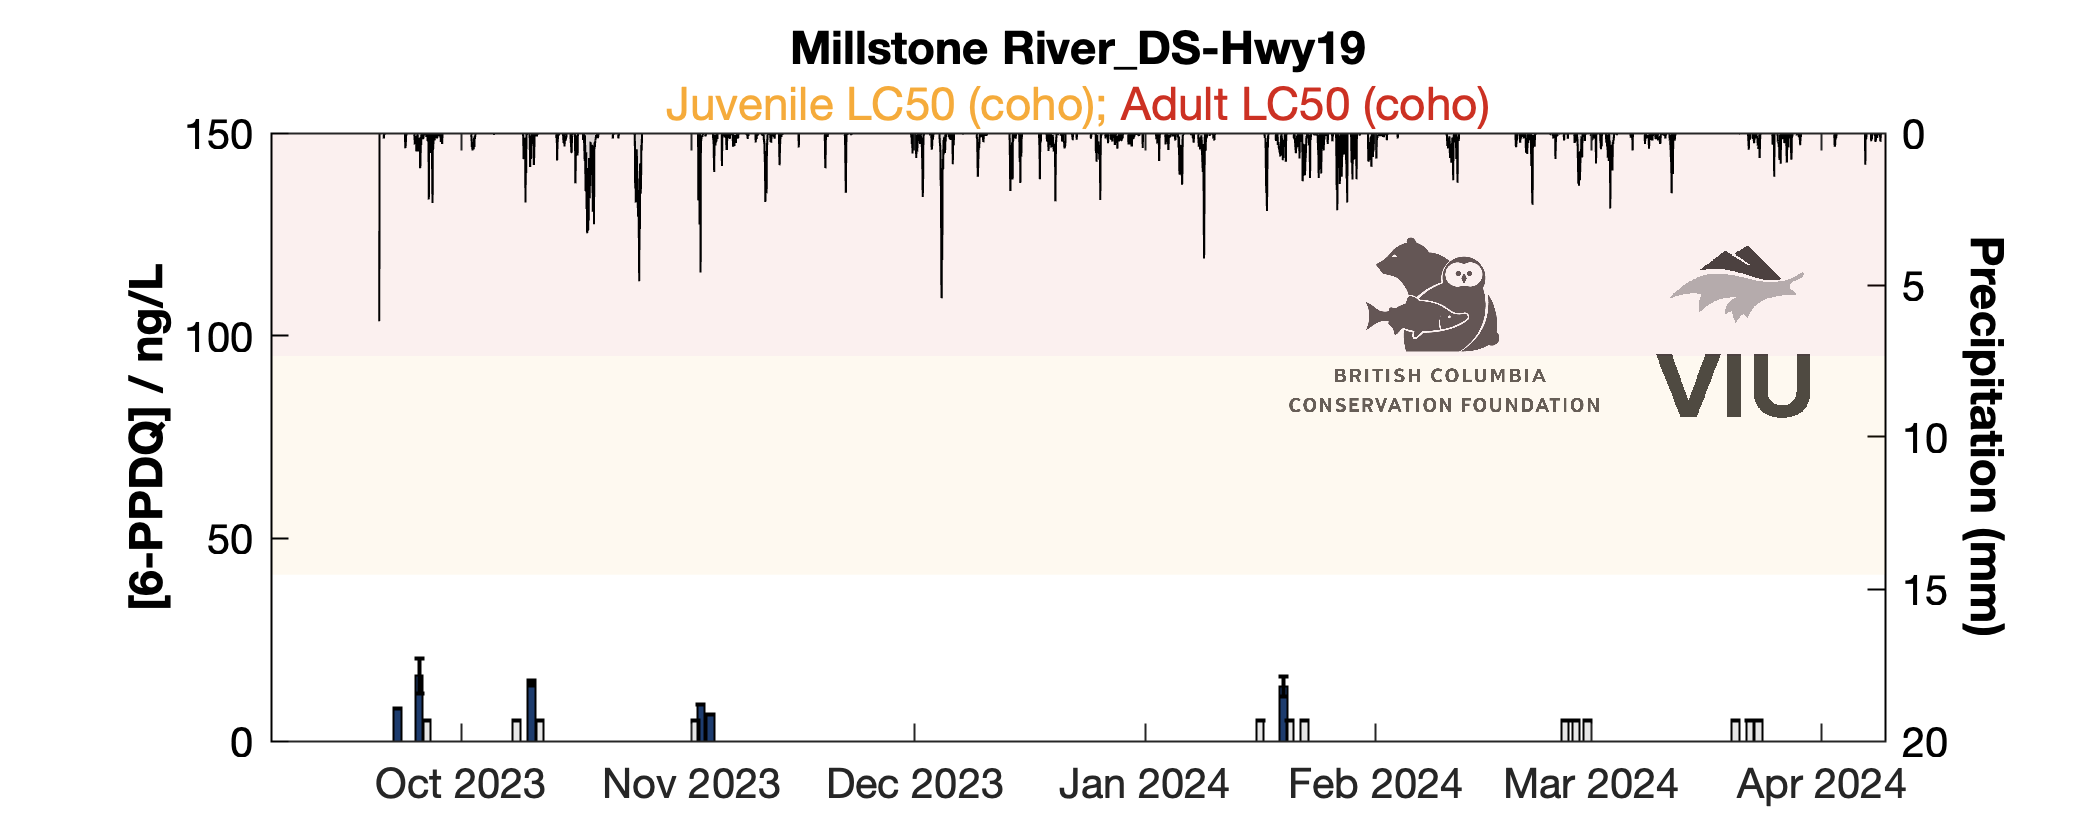 Millstone River_DS-Hwy19
Juvenile LC50 (coho); Adult LC50 (coho)
150
100
50
0
[6-PPDQ] / ng/L
0
5
10
15
20
Precipitation (mm)
BRITISH COLUMBIA
CONSERVATION FOUNDATION
VIU
Oct 2023 Nov 2023 Dec 2023 Jan 2024 Feb 2024 Mar 2024 Apr 2024